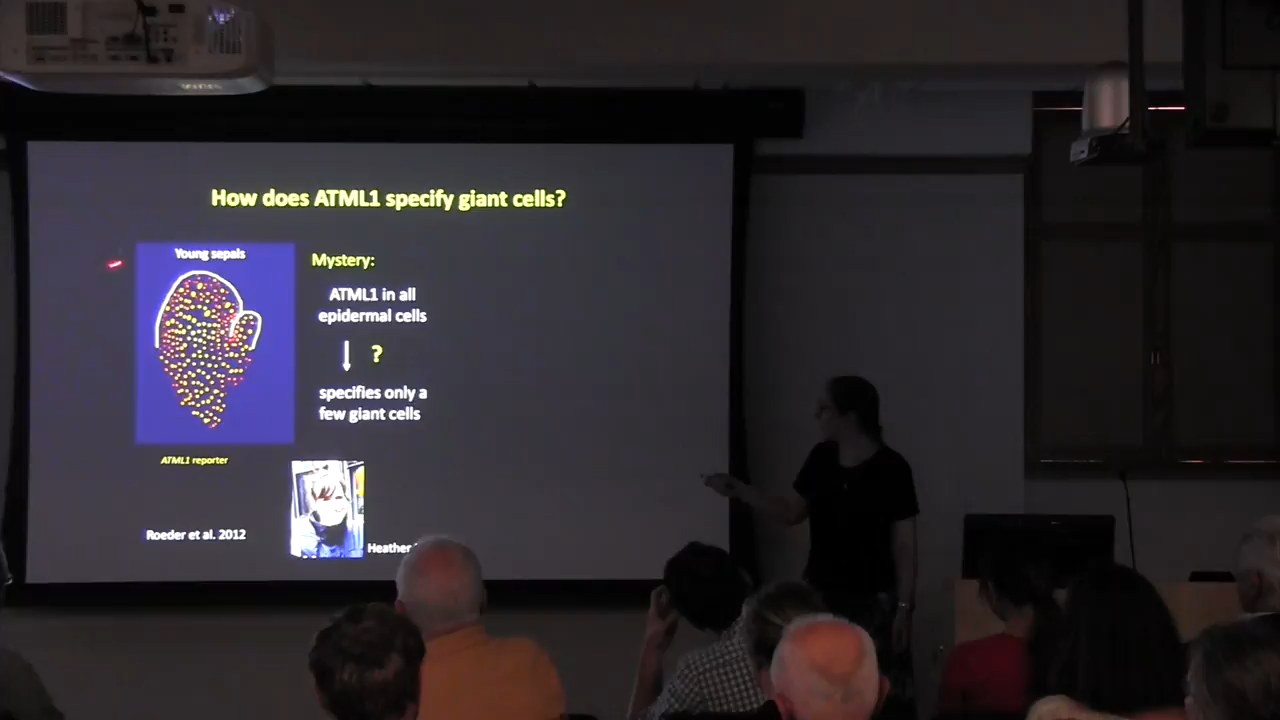 How does ATML1 specify giant cells?
Young sepals
Mystery:
ATML1 in all
epidermal cells
?
specifies only a
few giant cells
ATML1 reporter
Roeder et al. 2012
Heather